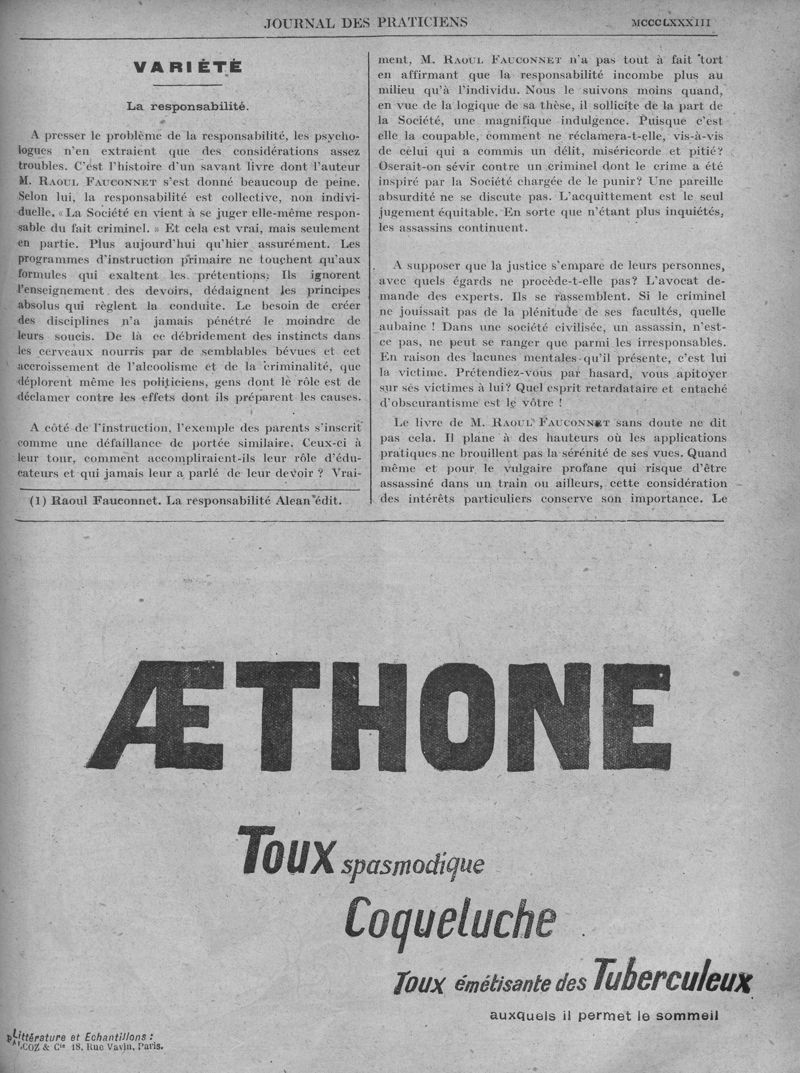 JOURNAL DES PRATICIENS
MCCCLXXXIII
VARIÉTÉ
La responsabilité.
A presser le problème de la responsabilité, les psycho-
logues n'en extraient que des considérations assez
troubles. C'est l'histoire d'un savant livre dont l'auteur
M. RAOUL FAUCONNET s'est donné beaucoup de peine.
Selon lui, la responsabilité est collective, non indivi-
duelle, « La Société en vient à se juger elle-même respon-
sable du fait criminel. » Et cela est vrai, mais seulement
en partie. Plus aujourd'hui qu'hier assurément. Les
programmes d'instruction primaire ne touchent qu'aux
formules qui exaltent les prétentions: Ils ignorent
l'enseignement des devoirs, dédaignent les principes
absolus qui règlent la conduite. Le besoin de créer
des disciplines n'a jamais pénétré le moindre de
leurs soucis. De là ce débridement des instincts dans
les cerveaux nourris par de semblables bévues et cet
accroissement de l'alcoolisme et de la criminalité, que
déplorent même les politiciens, gens dont le rôle est de
déclamer contre les effets dont ils préparent les causes.
A côté de l'instruction, l'exemple des parents s'inscrit
comme une défaillance de portée similaire. Ceux-ci à
leur tour, comment accompliraient-ils leur rôle d'édu-
cateurs et qui jamais leur a parlé de leur devoir ? Vrai-
(1) Raoul Fauconnet. La responsabilité Alcan édit.
ment, M. RAOUL FAUCONNET n'a pas tout à fait tort
en affirmant que la responsabilité incombe plus au
milieu qu'à l'individu. Nous le suivons moins quand,
en vue de la logique de sa thèse, il sollicite de la part de
la Société, une magnifique indulgence. Puisque c'est
elle la coupable, comment ne réclamera-t-elle, vis-à-vis
de celui qui a commis un délit, miséricorde et pitié?
Oserait-on sévir contre un criminel dont le crime a été
inspiré par la Société chargée de le punir? Une pareille
absurdité ne se discute pas. L'acquittement est le seul
jugement équitable. En sorte que n'étant plus inquiétés,
les assassins continuent.
A supposer que la justice s'empare de leurs personnes,
avec quels égards ne procède-t-elle pas? L'avocat de-
mande des experts. Ils se rassemblent. Si le criminel
ne jouissait pas de la plénitude de ses facultés, quelle
aubaine ! Dans une société civilisée, un assassin, n'est-
ce pas, ne peut se ranger que parmi les irresponsables.
En raison des lacunes mentales qu'il présente, c'est lui
la victime. Prétendiez-vous par hasard, vous apitoyer
sur ses victimes à lui? Quel esprit retardataire et entaché
d'obscurantisme est le vôtre !
Le livre de M. RAOUL FAUCONNET sans doute ne dit
pas cela. Il plane à des hauteurs où les applications
pratiques ne brouillent pas la sérénité de ses vues. Quand
même et pour le vulgaire profane qui risque d'être
assassiné dans un train ou ailleurs, cette considération
des intérêts particuliers conserve son importance. Le
ÆTHONE
Toux spasmodique
Coqueluche
Toux émétisante des Tuberculeux
auxquels il permet le sommeil
Littérature et Echantillons :
COZ & Cie 18, Rue Vavin, Paris.